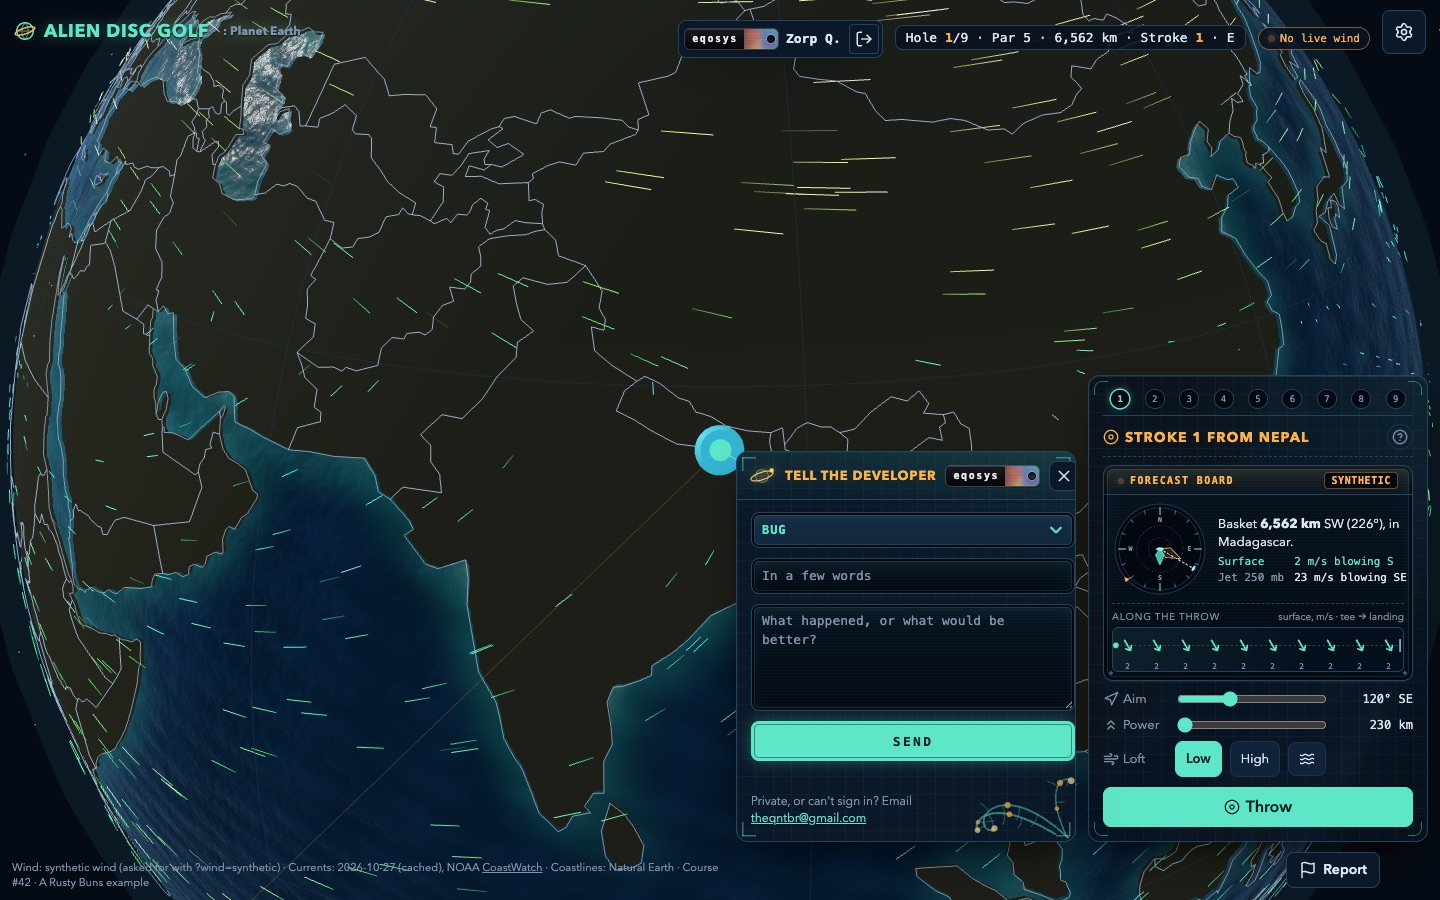 ALIEN DISC GOLF : Planet Earth
eqosys Zorp Q.
Hole 1/9 · Par 5 · 6,562 km · Stroke 1 · E
No live wind
1 2 3 4 5 6 7 8 9
STROKE 1 FROM NEPAL
FORECAST BOARD SYNTHETIC
N
W E
S
Basket 6,562 km SW (226°), in
Madagascar.
Surface 2 m/s blowing S
Jet 250 mb 23 m/s blowing SE
ALONG THE THROW surface, m/s · tee → landing
2 2 2 2 2 2 2 2 2 2
Aim 120° SE
Power 230 km
Loft Low High
Throw
TELL THE DEVELOPER eqosys
BUG
In a few words
What happened, or what would be
better?
SEND
Private, or can't sign in? Email
theqntbr@gmail.com
Wind: synthetic wind (asked for with ?wind=synthetic) · Currents: 2026-10-27 (cached), NOAA CoastWatch · Coastlines: Natural Earth · Course
#42 · A Rusty Buns example
Report